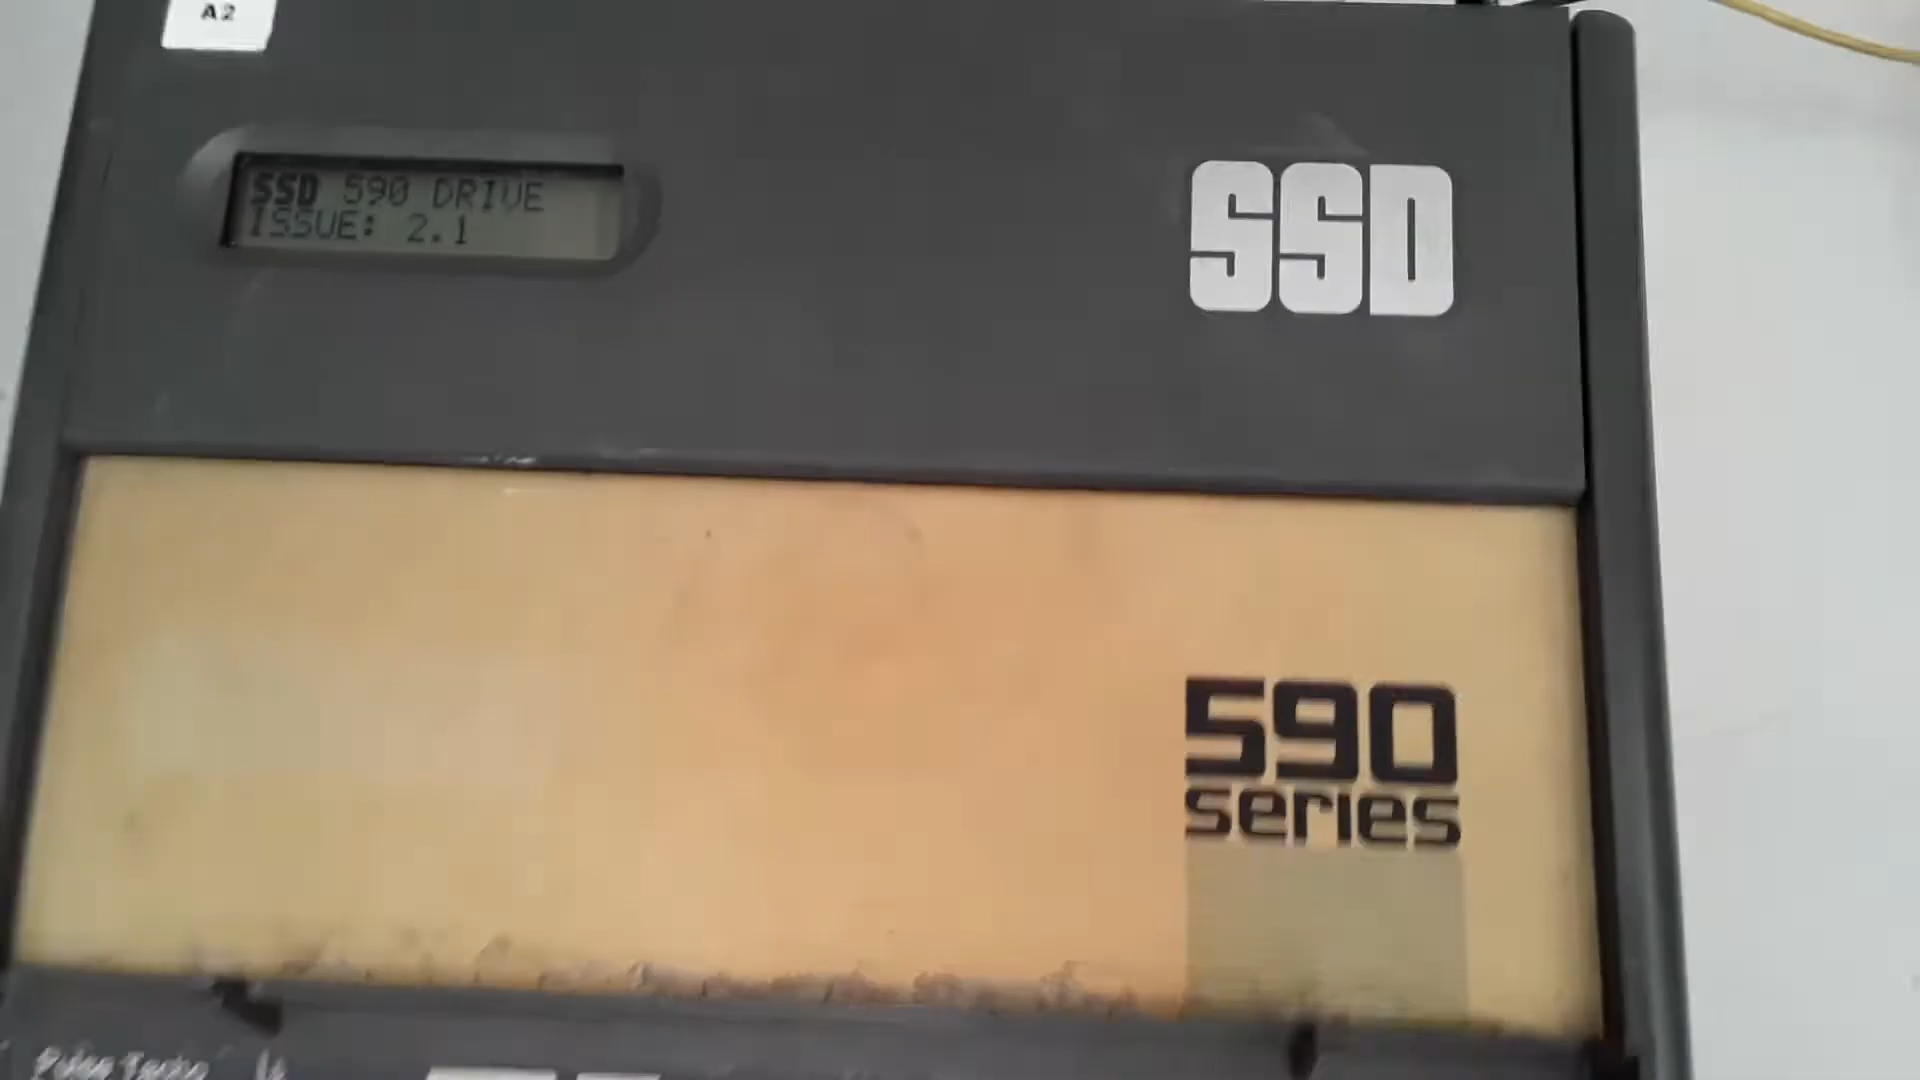 A2
SSD 590 DRIVE
ISSUE: 2.1
SSD
590
series